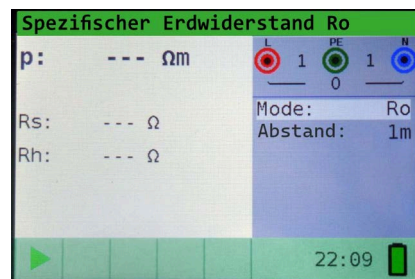 Spezifischer Erdwiderstand Ro
p: --- Ωm
L PE N
1 1
0
Mode: Ro
Abstand: 1m
Rs: --- Ω
Rh: --- Ω
22:09